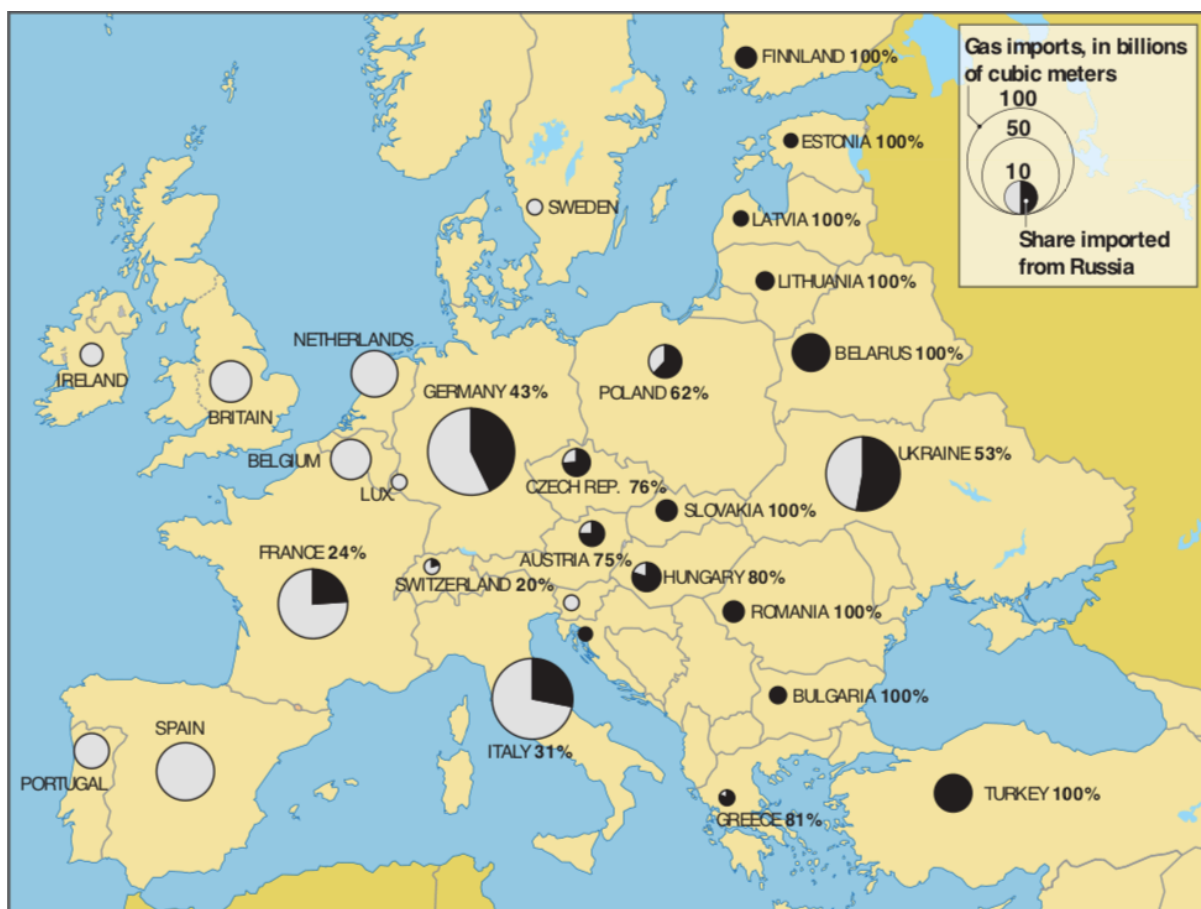 FINNLAND 100%
Gas imports, in billions
of cubic meters
100
50
10
Share imported
from Russia
ESTONIA 100%
SWEDEN
LATVIA 100%
LITHUANIA 100%
NETHERLANDS
BELARUS 100%
IRELAND
BRITAIN
GERMANY 43%
POLAND 62%
BELGIUM
LUX.
CZECH REP. 76%
UKRAINE 53%
SLOVAKIA 100%
FRANCE 24%
SWITZERLAND 20%
AUSTRIA 75%
HUNGARY 80%
ROMANIA 100%
BULGARIA 100%
SPAIN
PORTUGAL
ITALY 31%
GREECE 81%
TURKEY 100%